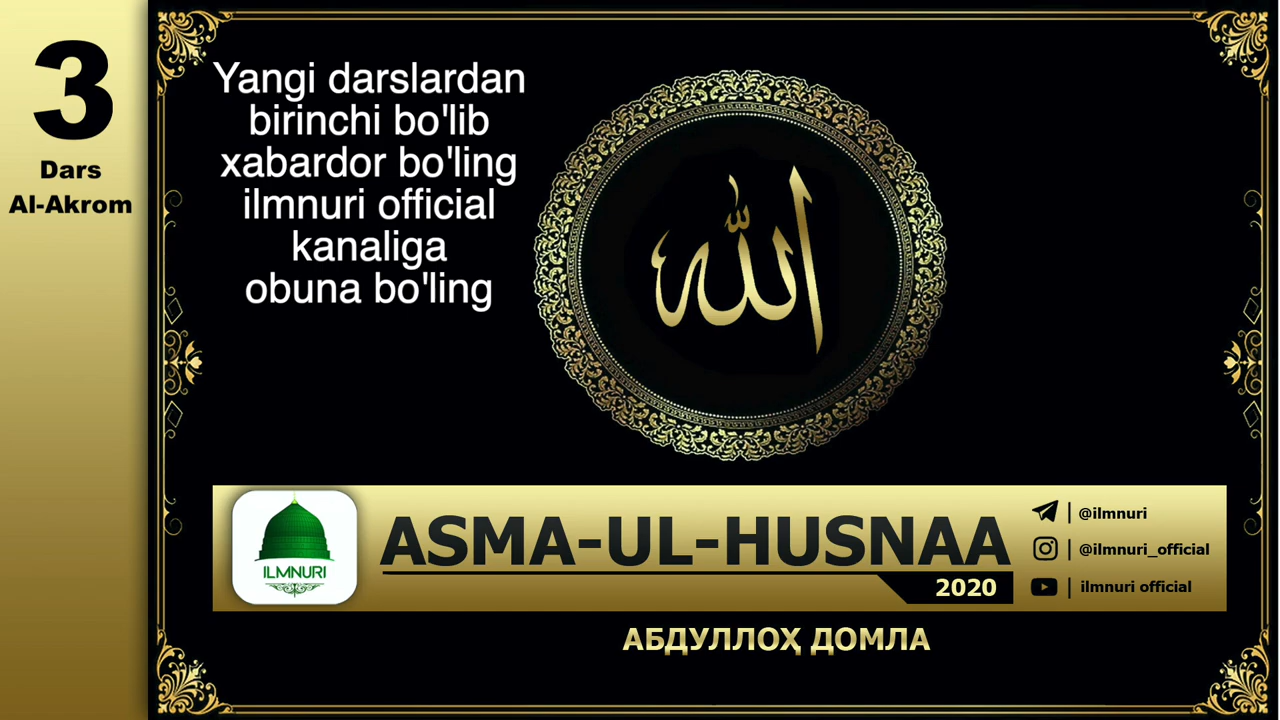 3
Dars
Al-Akrom
Yangi darslardan
birinchi bo'lib
xabardor bo'ling
ilmnuri official
kanaliga
obuna bo'ling
الله
ILMNURI
ASMA-UL-HUSNAA
2020
@ilmnuri
@ilmnuri_official
ilmnuri official
АБДУЛЛОҲ ДОМЛА